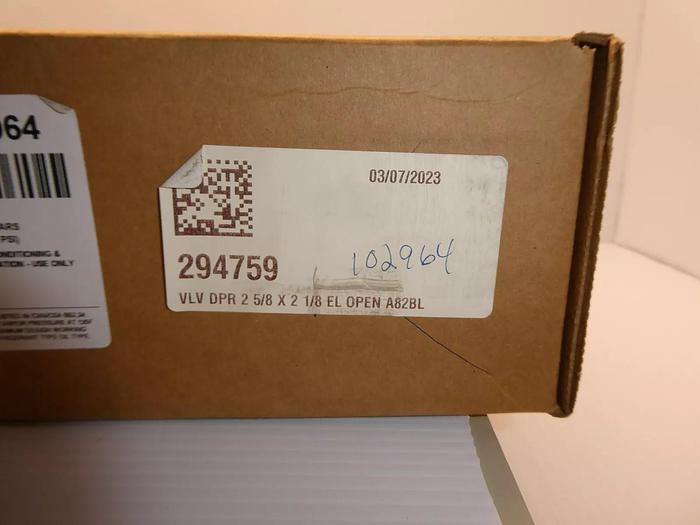 964
ARS
PSI)
CONDITIONING &
ATION - USE ONLY
03/07/2023
294759
102964
VLV DPR 2 5/8 X 2 1/8 EL OPEN A82BL